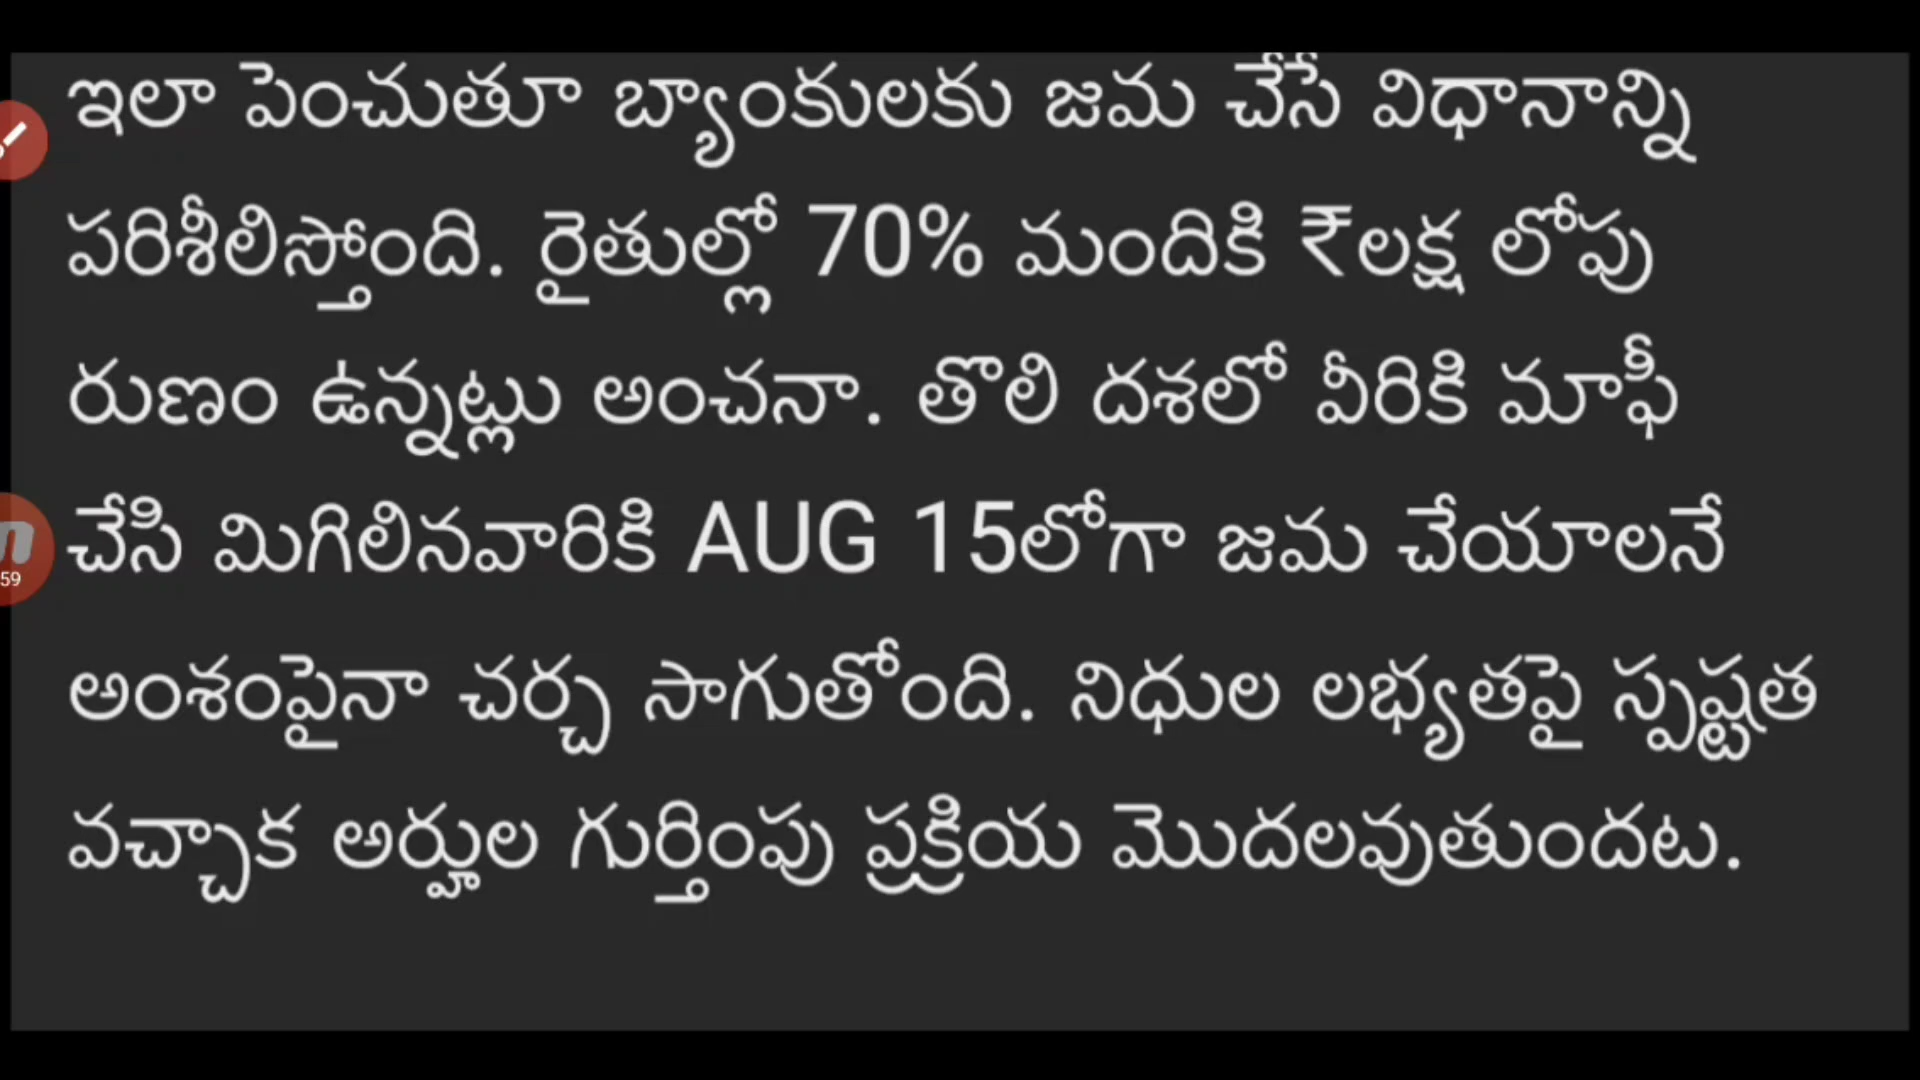 ఇలా పెంచుతూ బ్యాంకులకు జమ చేసే విధానాన్ని
పరిశీలిస్తోంది. రైతుల్లో 70% మందికి ₹లక్ష లోపు
రుణం ఉన్నట్లు అంచనా. తొలి దశలో వీరికి మాఫీ
చేసి మిగిలినవారికి AUG 15లోగా జమ చేయాలనే
59
అంశంపైనా చర్చ సాగుతోంది. నిధుల లభ్యతపై స్పష్టత
వచ్చాక అర్హుల గుర్తింపు ప్రక్రియ మొదలవుతుందట.